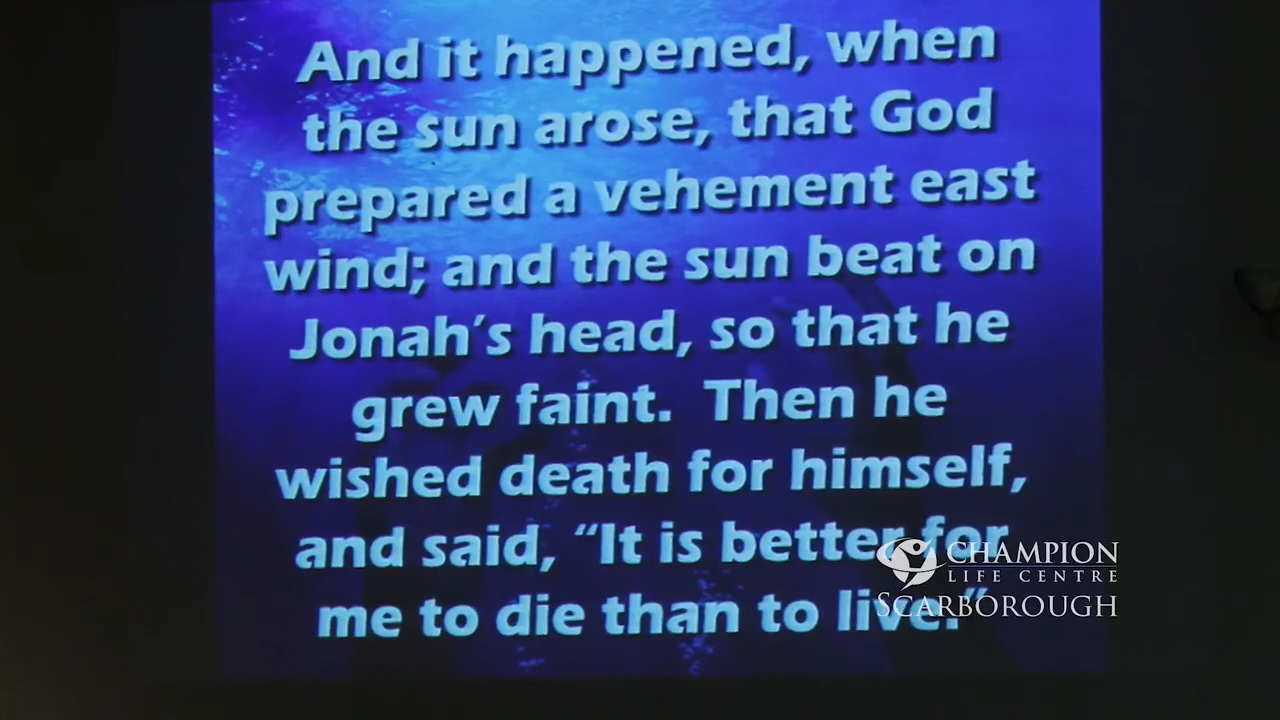 And it happened, when
the sun arose, that God
prepared a vehement east
wind; and the sun beat on
Jonah’s head, so that he
grew faint. Then he
wished death for himself,
and said, “It is better for
me to die than to live.”
CHAMPION
LIFE CENTRE
SCARBOROUGH